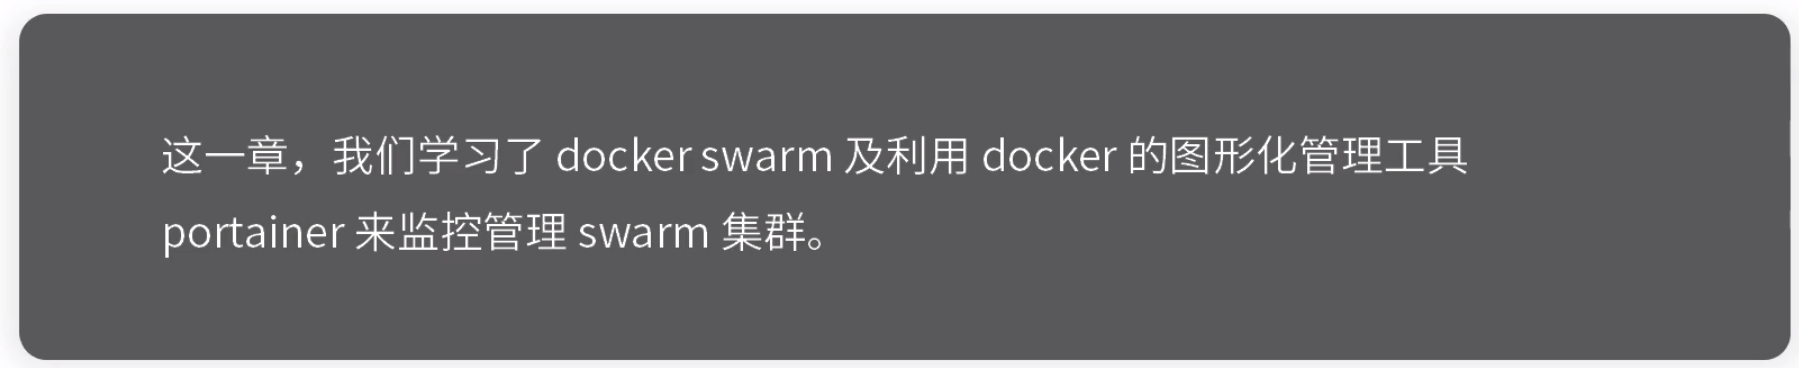 这一章，我们学习了 docker swarm 及利用 docker 的图形化管理工具
portainer 来监控管理 swarm 集群。